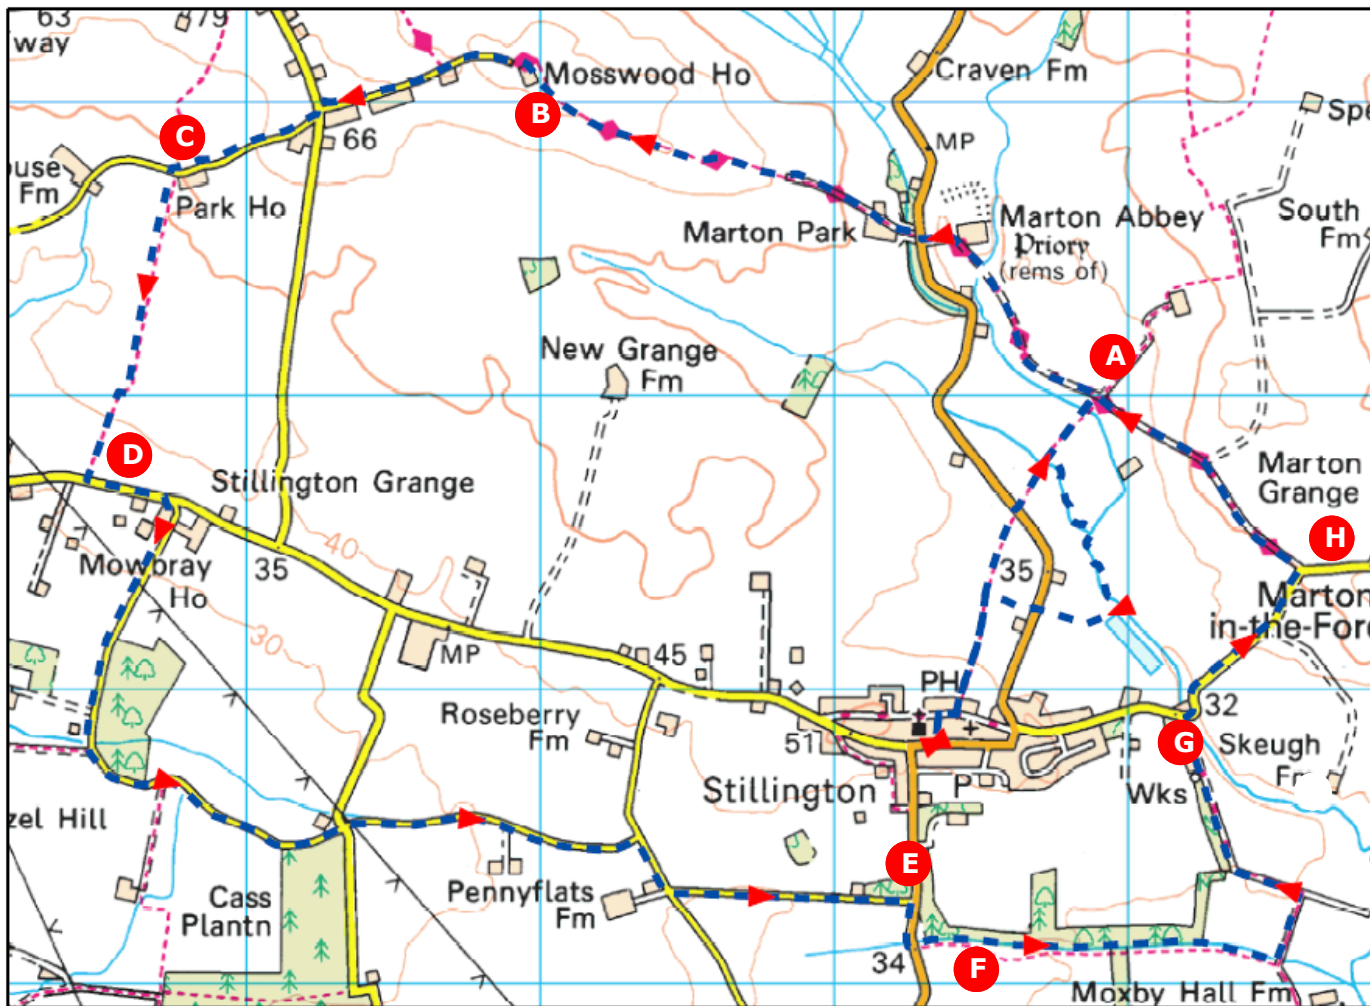 63
79
way
Mosswood Ho
Craven Fm
B
C
66
MP
Spe
ouse
Fm
Park Ho
Marton Park
Marton Abbey
Priory
(rems of)
South
Fm
New Grange
Fm
A
D
Stillington Grange
Marton
Grange
40
H
Mowbray
Ho
35
35
Marton
in-the-Fore
30
MP
45
PH
32
Roseberry
Fm
51
G
Skeugh
Fm
Stillington
P
Wks
zel Hill
E
Cass
Plantn
Pennyflats
Fm
34
F
Moxby Hall Fm